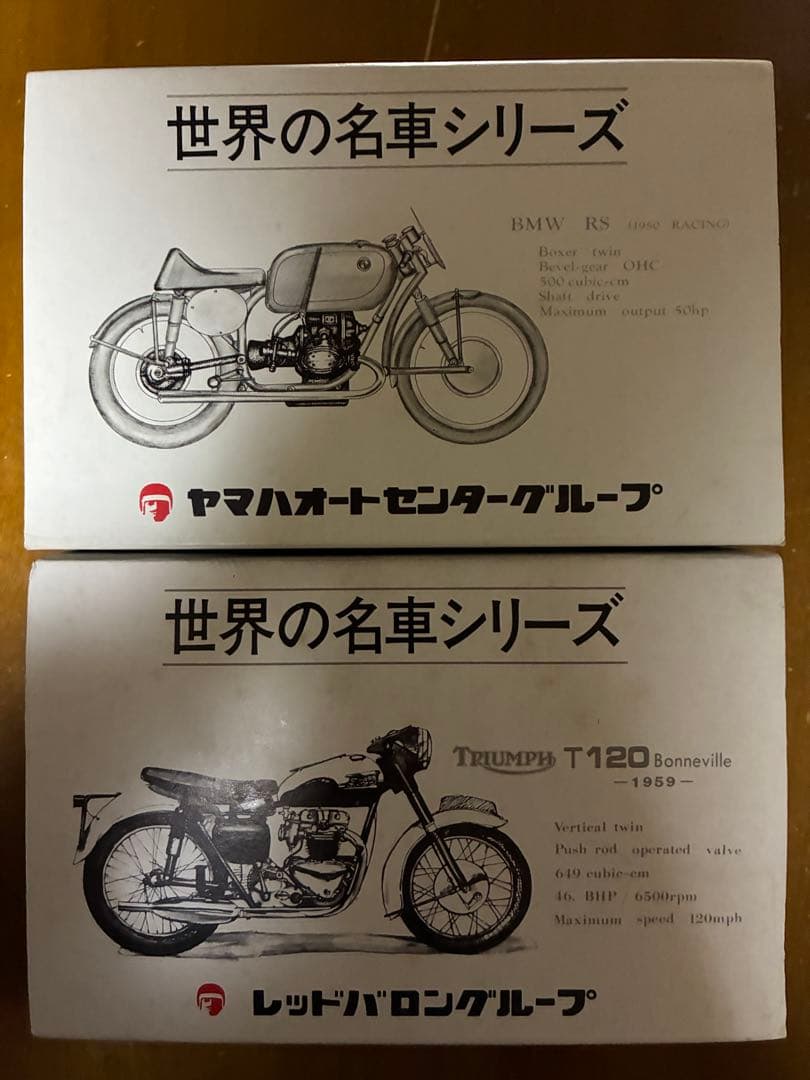 世界の名車シリーズ
BMW RS (1950 RACING)
Boxer twin
Bevel-gear OHC
500 cubic-cm
Shaft drive
Maximum output 50hp
ヤマハオートセンターグループ
世界の名車シリーズ
TRIUMPH T120 Bonneville
—1959—
Vertical twin
Push rod operated valve
649 cubic-cm
46. BHP / 6500rpm
Maximum speed 120mph
レッドバロングループ